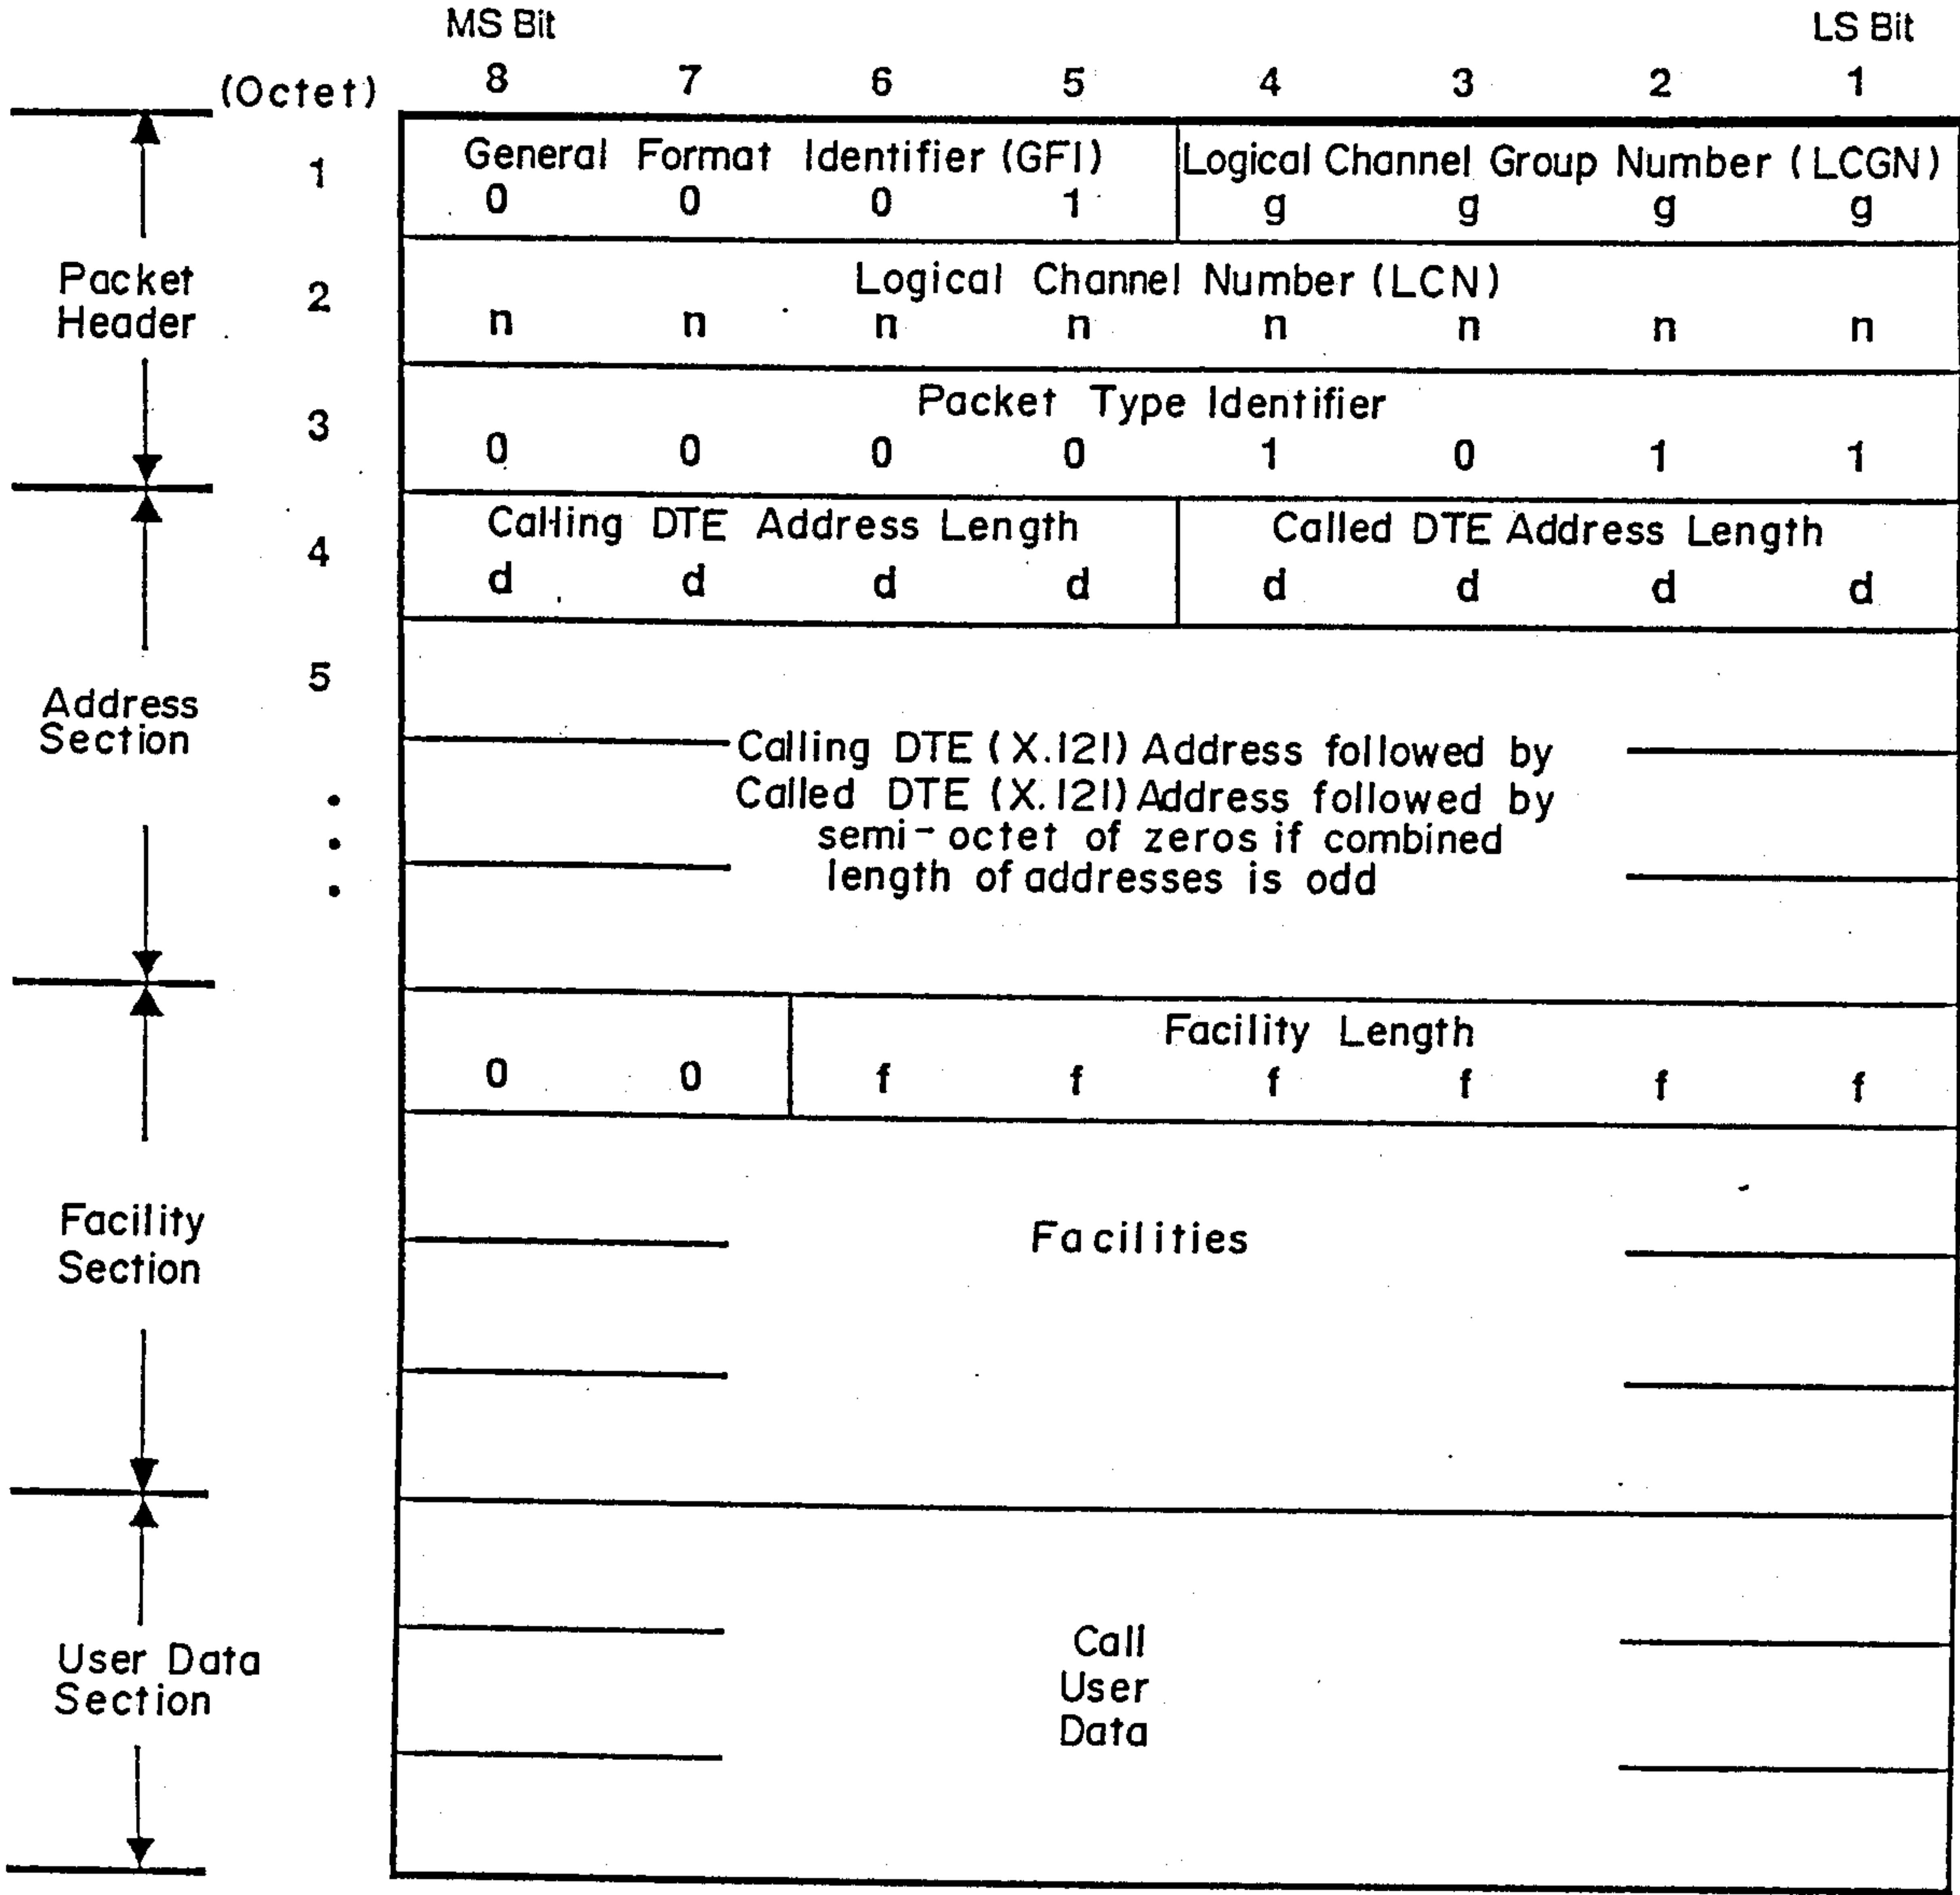 MS Bit LS Bit
(Octet) 8 7 6 5 4 3 2 1
1 General Format Identifier (GFI) Logical Channel Group Number (LCGN)
0 0 0 1 g g g g
Packet
Header
2 Logical Channel Number (LCN)
n n n n n n n n
3 Packet Type Identifier
0 0 0 0 1 0 1 1
4 Calling DTE Address Length Called DTE Address Length
d d d d d d d d
5
Address
Section
Calling DTE (X.121) Address followed by
Called DTE (X.121) Address followed by
semi-octet of zeros if combined
length of addresses is odd
Facility Length
0 0 f f f f f f
Facility
Section
Facilities
User Data
Section
Call
User
Data